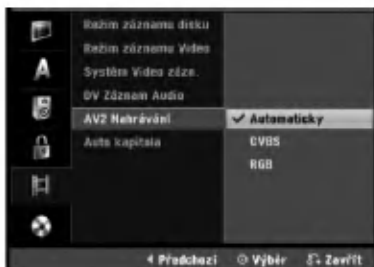 Režim záznamu disku
Režim záznamu Video
Systém Video záze.
DV Záznam Audio
AV2 Nahrávání
✓ Automaticky
Auto kapitola
CVBS
RGB
Předchozí
Výběr
Zavřít